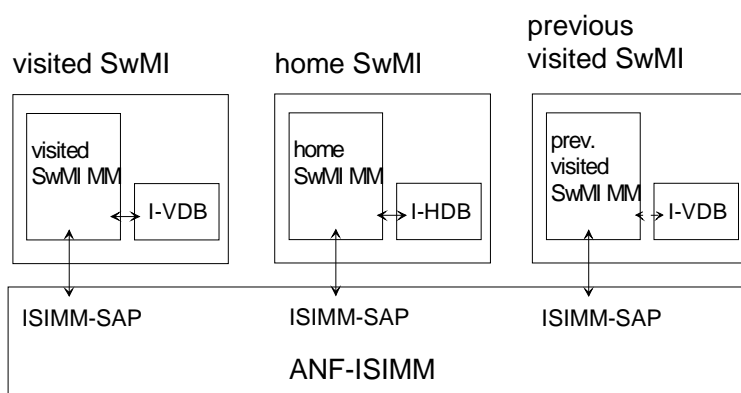 visited SwMI
home SwMI
previous
visited SwMI
visited
SwMI MM
I-VDB
home
SwMI MM
I-HDB
prev.
visited
SwMI MM
I-VDB
ISIMM-SAP
ISIMM-SAP
ISIMM-SAP
ANF-ISIMM